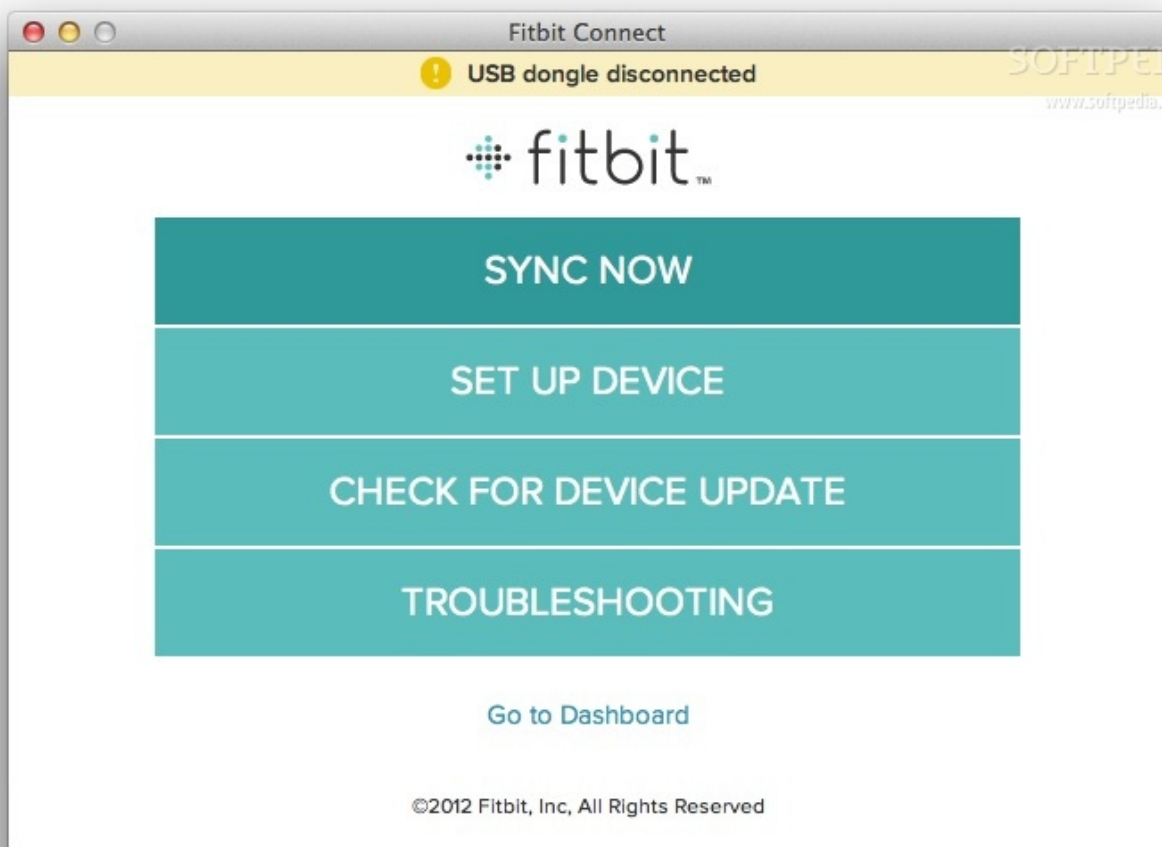 Fitbit Connect
USB dongle disconnected
fitbit™
SYNC NOW
SET UP DEVICE
CHECK FOR DEVICE UPDATE
TROUBLESHOOTING
Go to Dashboard
©2012 Fitbit, Inc, All Rights Reserved